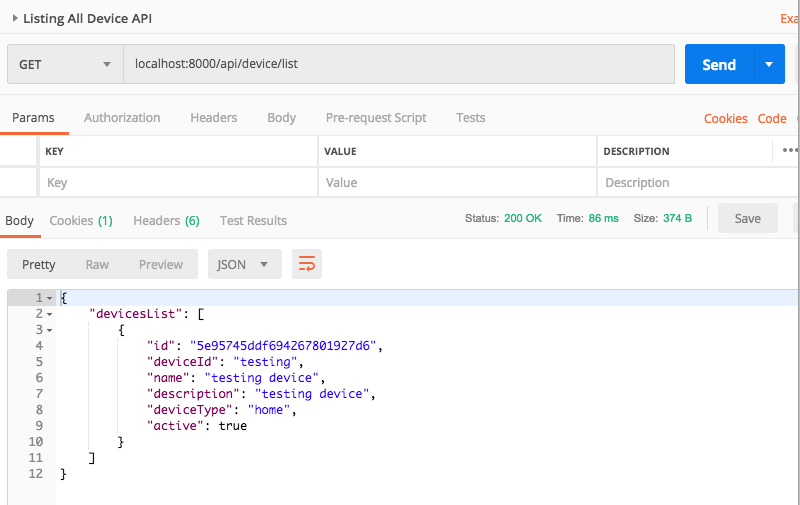 Listing All Device API Exa
GET localhost:8000/api/device/list Send
Params Authorization Headers Body Pre-request Script Tests Cookies Code
KEY VALUE DESCRIPTION
Key Value Description
Body Cookies (1) Headers (6) Test Results Status: 200 OK Time: 86 ms Size: 374 B Save
Pretty Raw Preview JSON
1 {
2 "devicesList": [
3 {
4 "id": "5e95745ddf694267801927d6",
5 "deviceId": "testing",
6 "name": "testing device",
7 "description": "testing device",
8 "deviceType": "home",
9 "active": true
10 }
11 ]
12 }